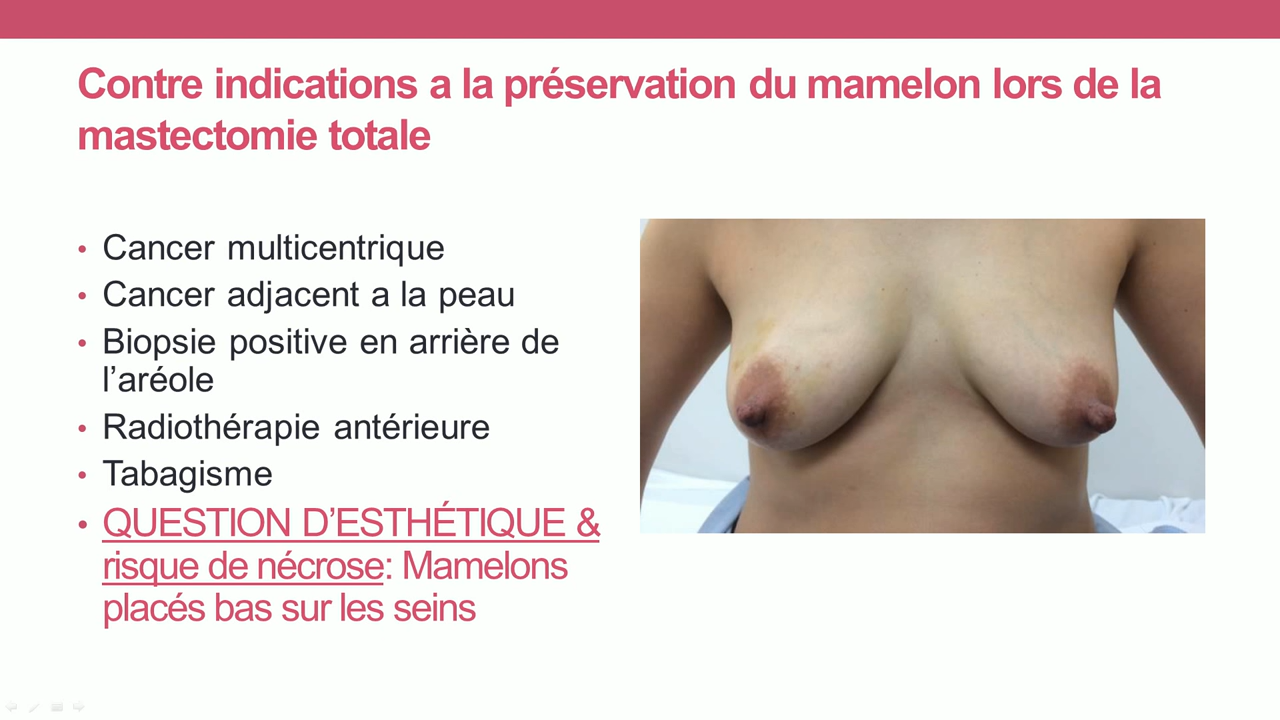 Contre indications a la préservation du mamelon lors de la
mastectomie totale
• Cancer multicentrique
• Cancer adjacent a la peau
• Biopsie positive en arrière de
l’aréole
• Radiothérapie antérieure
• Tabagisme
• QUESTION D’ESTHÉTIQUE &
risque de nécrose: Mamelons
placés bas sur les seins